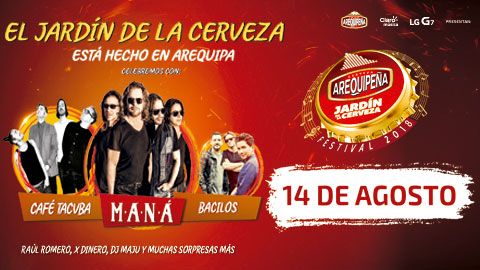 EL JARDÍN DE LA CERVEZA
ESTÁ HECHO EN AREQUIPA
CELEBREMOS CON:
CAFÉ TACVBA
MANÁ
BACILOS
RAÚL ROMERO, X DINERO, DJ MAJU Y MUCHAS SORPRESAS MÁS
AREQUIPEÑA
Claro
música
LG G7
PRESENTAN
CERVEZA
AREQUIPEÑA
JARDÍN
DE LA
CERVEZA
FESTIVAL 2018
14 DE AGOSTO